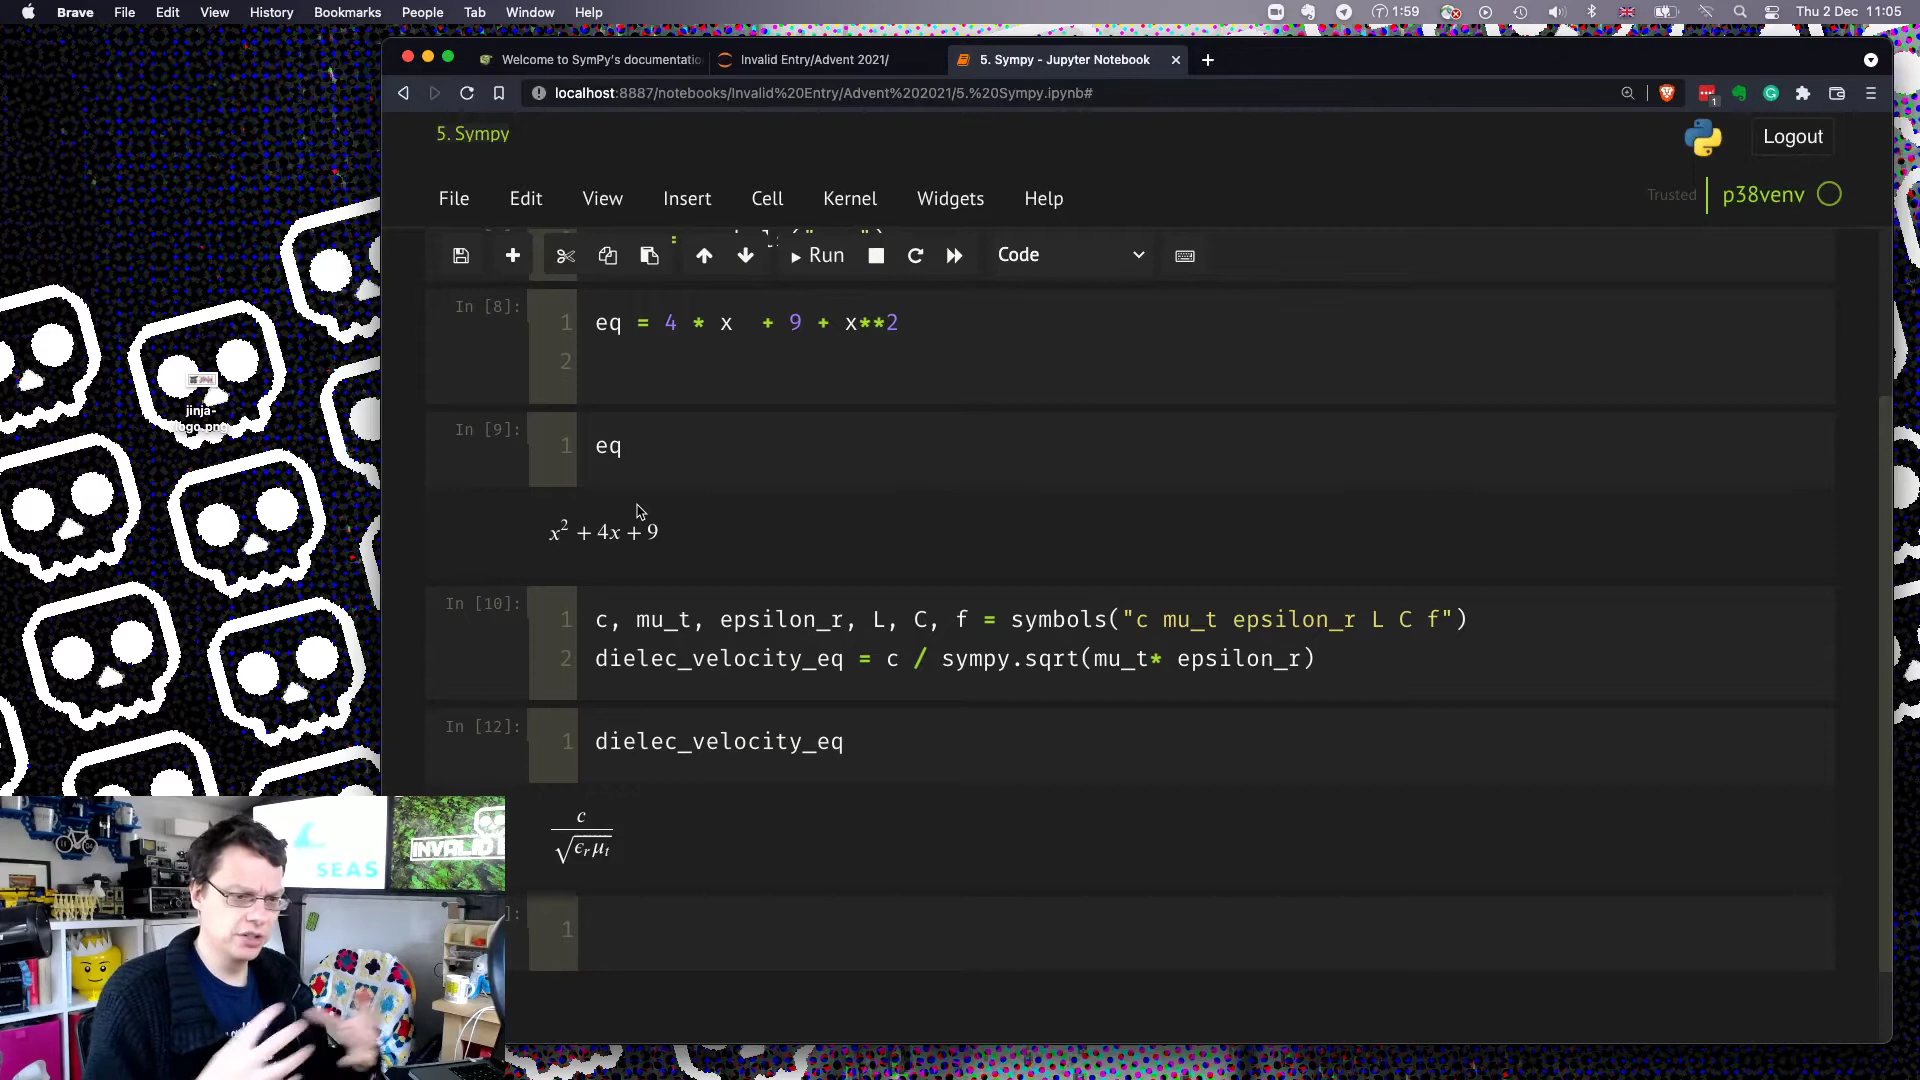 Brave File Edit View History Bookmarks People Tab Window Help 1:59 Thu 2 Dec 11:05
Welcome to SymPy's documentatio Invalid Entry/Advent 2021/ 5. Sympy - Jupyter Notebook
localhost:8887/notebooks/Invalid%20Entry/Advent%202021/5.%20Sympy.ipynb# 1
5. Sympy Logout
File Edit View Insert Cell Kernel Widgets Help Trusted p38venv
Run Code
In [8]: 1 eq = 4 * x  + 9 + x**2
2
In [9]: 1 eq
x² + 4x + 9
In [10]: 1 c, mu_t, epsilon_r, L, C, f = symbols("c mu_t epsilon_r L C f")
2 dielec_velocity_eq = c / sympy.sqrt(mu_t* epsilon_r)
In [12]: 1 dielec_velocity_eq
c
√ϵᵣμₜ
]: 1
jinja-
logo.png
SEAS
INVALID